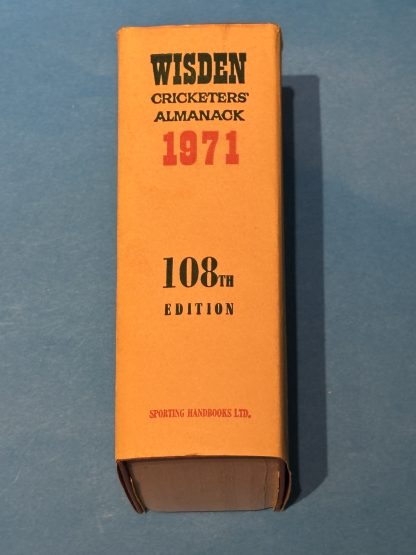 WISDEN
CRICKETERS'
ALMANACK
1971
108TH
EDITION
SPORTING HANDBOOKS LTD.